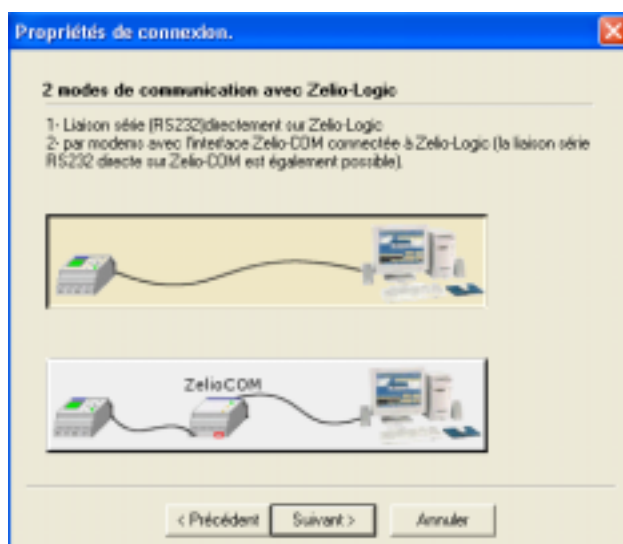 Propriétés de connexion.
2 modes de communication avec Zelio-Logic
1- Liaison série (RS232)directement sur Zelio-Logic
2- par modems avec l'interface Zelio-COM connectée à Zelio-Logic (la liaison série
RS232 directe sur Zelio-COM est également possible).
ZelioCOM
< Précédent Suivant > Annuler